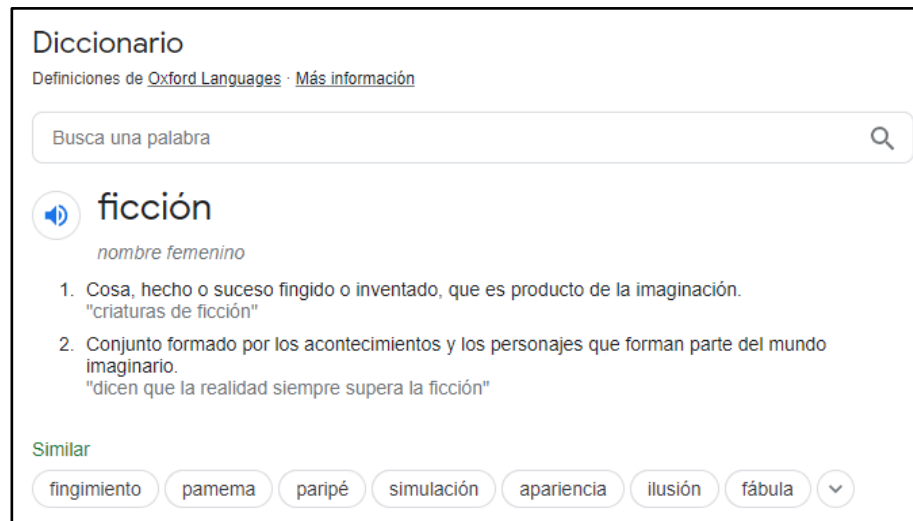 Diccionario
Definiciones de Oxford Languages · Más información
Busca una palabra
ficción
nombre femenino
1. Cosa, hecho o suceso fingido o inventado, que es producto de la imaginación.
"criaturas de ficción"
2. Conjunto formado por los acontecimientos y los personajes que forman parte del mundo
imaginario.
"dicen que la realidad siempre supera la ficción"
Similar
fingimiento pamema paripé simulación apariencia ilusión fábula